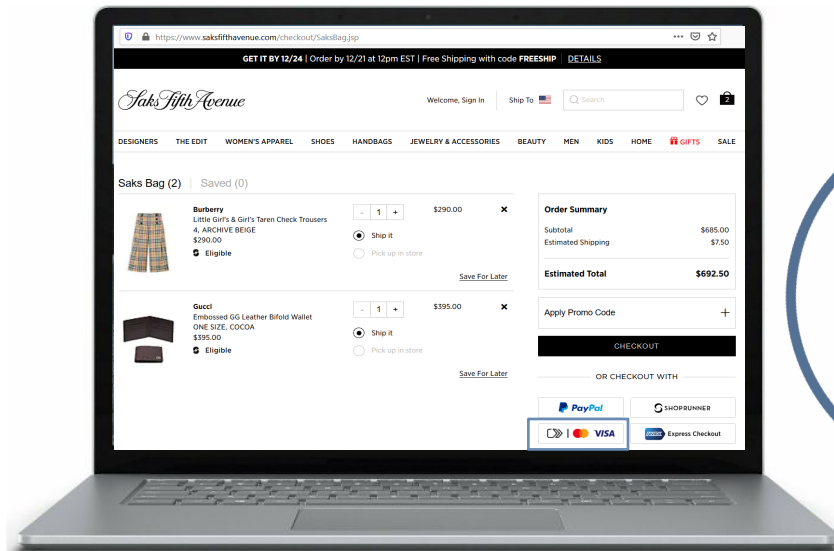 https://www.saksfifthavenue.com/checkout/SaksBag.jsp
GET IT BY 12/24 | Order by 12/21 at 12pm EST | Free Shipping with code FREESHIP | DETAILS
Saks Fifth Avenue
Welcome, Sign In
Ship To
Search
2
DESIGNERS THE EDIT WOMEN'S APPAREL SHOES HANDBAGS JEWELRY & ACCESSORIES BEAUTY MEN KIDS HOME GIFTS SALE
Saks Bag (2) | Saved (0)
Burberry
Little Girl's & Girl's Taren Check Trousers
4, ARCHIVE BEIGE
$290.00
Eligible
- 1 +
$290.00
Ship it
Pick up in store
Save For Later
Gucci
Embossed GG Leather Bifold Wallet
ONE SIZE, COCOA
$395.00
Eligible
- 1 +
$395.00
Ship it
Pick up in store
Save For Later
Order Summary
Subtotal $685.00
Estimated Shipping $7.50
Estimated Total $692.50
Apply Promo Code +
CHECKOUT
OR CHECKOUT WITH
PayPal
SHOPRUNNER
VISA
Express Checkout